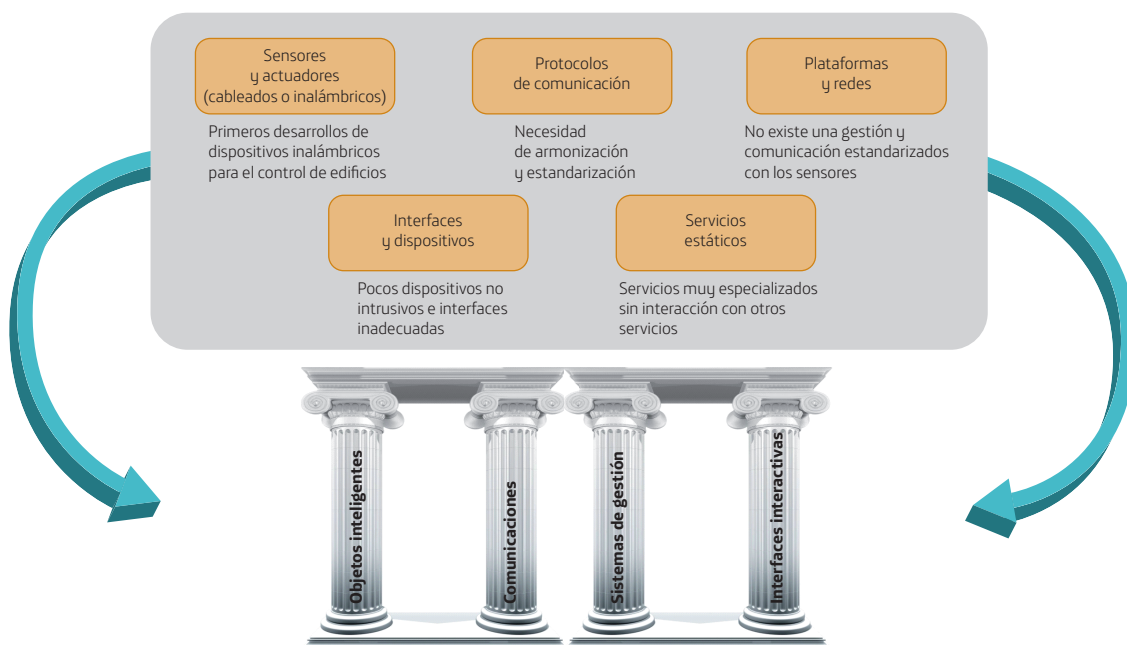 Sensores
y actuadores
(cableados o inalámbricos)
Primeros desarrollos de
dispositivos inalámbricos
para el control de edificios
Protocolos
de comunicación
Necesidad
de armonización
y estandarización
Plataformas
y redes
No existe una gestión y
comunicación estandarizados
con los sensores
Interfaces
y dispositivos
Pocos dispositivos no
intrusivos e interfaces
inadecuadas
Servicios
estáticos
Servicios muy especializados
sin interacción con otros
servicios
Objetos inteligentes
Comunicaciones
Sistemas de gestión
Interfaces interactivas